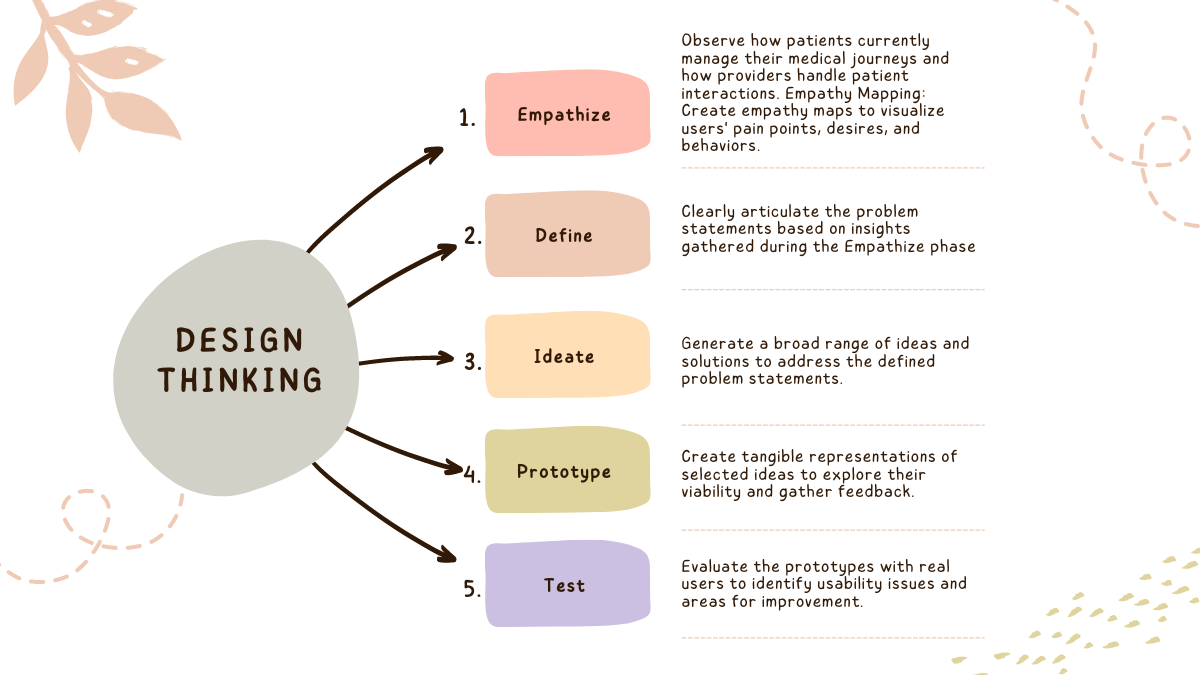 DESIGN
THINKING
1.
Empathize
Observe how patients currently
manage their medical journeys and
how providers handle patient
interactions. Empathy Mapping:
Create empathy maps to visualize
users' pain points, desires, and
behaviors.
2.
Define
Clearly articulate the problem
statements based on insights
gathered during the Empathize phase
3.
Ideate
Generate a broad range of ideas and
solutions to address the defined
problem statements.
4.
Prototype
Create tangible representations of
selected ideas to explore their
viability and gather feedback.
5.
Test
Evaluate the prototypes with real
users to identify usability issues and
areas for improvement.